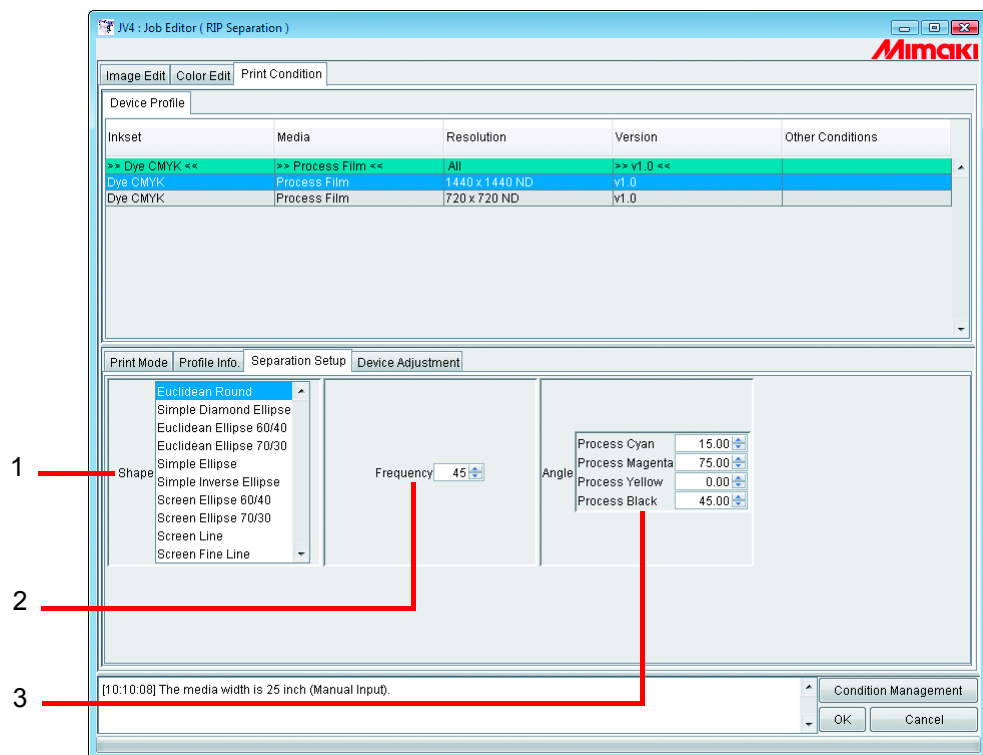 JV4 : Job Editor ( RIP Separation )
Mimaki
Image Edit Color Edit Print Condition
Device Profile
Inkset Media Resolution Version Other Conditions
>> Dye CMYK << >> Process Film << All >> v1.0 <<
Dye CMYK Process Film 1440 x 1440 ND v1.0
Dye CMYK Process Film 720 x 720 ND v1.0
Print Mode Profile Info. Separation Setup Device Adjustment
Shape
Euclidean Round
Simple Diamond Ellipse
Euclidean Ellipse 60/40
Euclidean Ellipse 70/30
Simple Ellipse
Simple Inverse Ellipse
Screen Ellipse 60/40
Screen Ellipse 70/30
Screen Line
Screen Fine Line
Frequency 45
Angle
Process Cyan 15.00
Process Magenta 75.00
Process Yellow 0.00
Process Black 45.00
1
2
3
[10:10:08] The media width is 25 inch (Manual Input).
Condition Management
OK Cancel